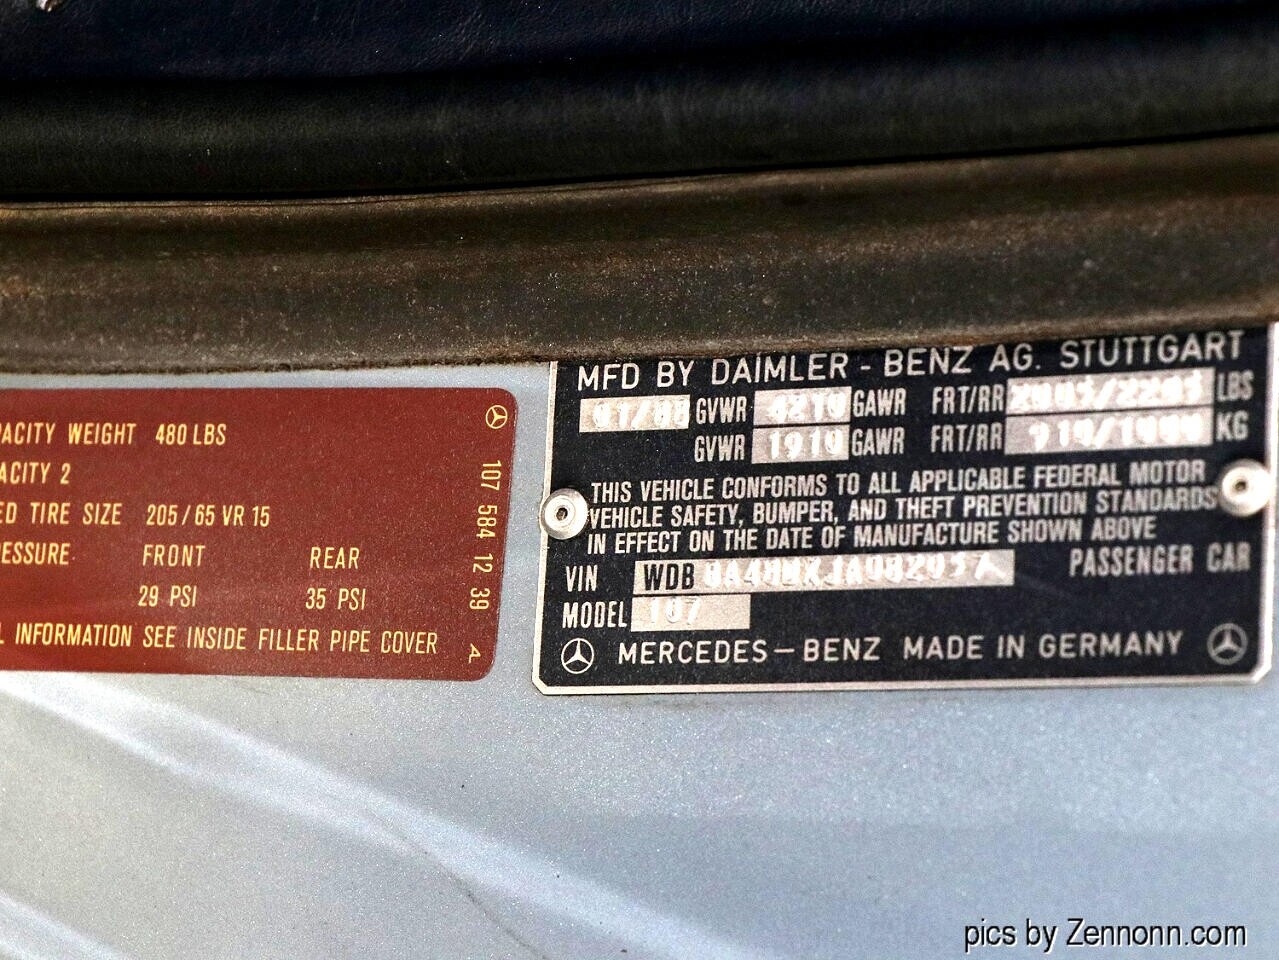 ACITY WEIGHT 480 LBS
ACITY 2
ED TIRE SIZE 205/65 VR 15
ESSURE FRONT REAR
29 PSI 35 PSI
INFORMATION SEE INSIDE FILLER PIPE COVER
107 584 12 39 A
MFD BY DAIMLER - BENZ AG. STUTTGART
GVWR 4210 GAWR FRT/RR LBS
GVWR 1910 GAWR FRT/RR KG
THIS VEHICLE CONFORMS TO ALL APPLICABLE FEDERAL MOTOR
VEHICLE SAFETY, BUMPER, AND THEFT PREVENTION STANDARDS
IN EFFECT ON THE DATE OF MANUFACTURE SHOWN ABOVE
VIN WDB PASSENGER CAR
MODEL 107
MERCEDES - BENZ MADE IN GERMANY
pics by Zennonn.com